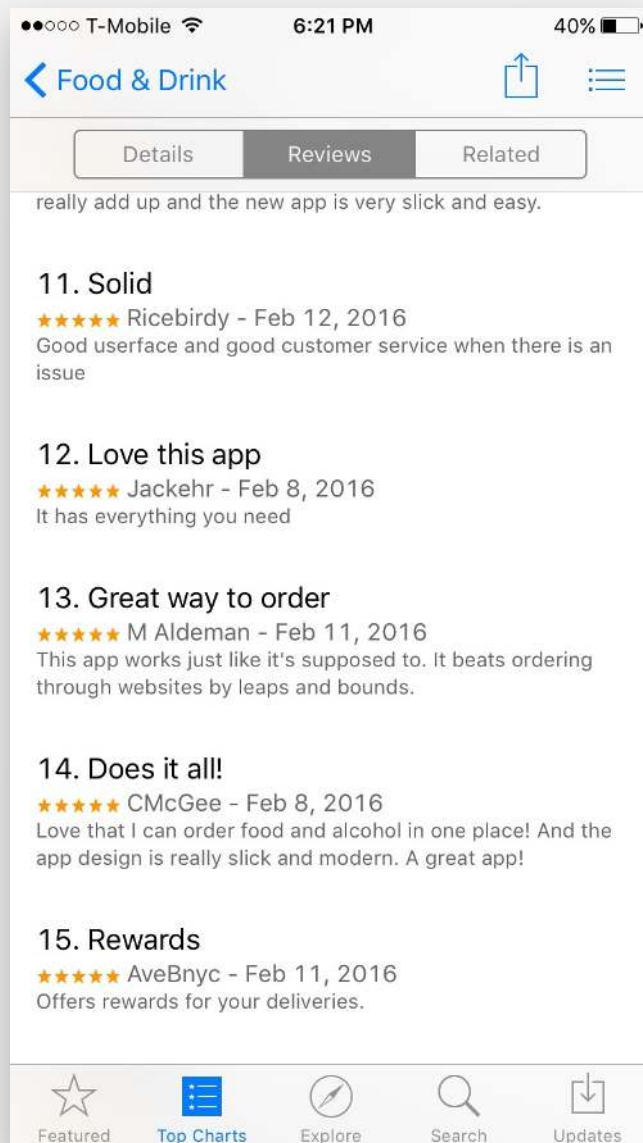 T-Mobile 6:21 PM 40%
Food & Drink
Details Reviews Related
really add up and the new app is very slick and easy.
11. Solid
★★★★★ Ricebirdy - Feb 12, 2016
Good userface and good customer service when there is an
issue
12. Love this app
★★★★★ Jackehr - Feb 8, 2016
It has everything you need
13. Great way to order
★★★★★ M Aldeman - Feb 11, 2016
This app works just like it's supposed to. It beats ordering
through websites by leaps and bounds.
14. Does it all!
★★★★★ CMcGee - Feb 8, 2016
Love that I can order food and alcohol in one place! And the
app design is really slick and modern. A great app!
15. Rewards
★★★★★ AveBnyc - Feb 11, 2016
Offers rewards for your deliveries.
Featured Top Charts Explore Search Updates